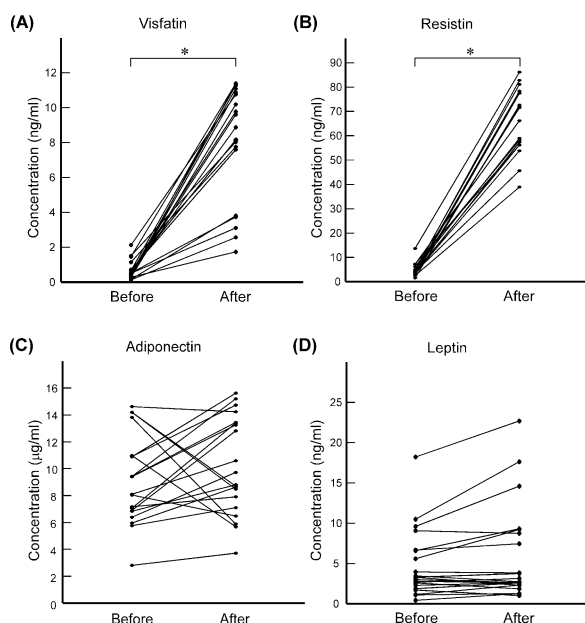 (A) Visfatin
*
Concentration (ng/ml)
12
10
8
6
4
2
0
Before After
(B) Resistin
*
Concentration (ng/ml)
90
80
70
60
50
40
30
20
10
0
Before After
(C) Adiponectin
Concentration (µg/ml)
16
14
12
10
8
6
4
2
0
Before After
(D) Leptin
Concentration (ng/ml)
25
20
15
10
5
0
Before After